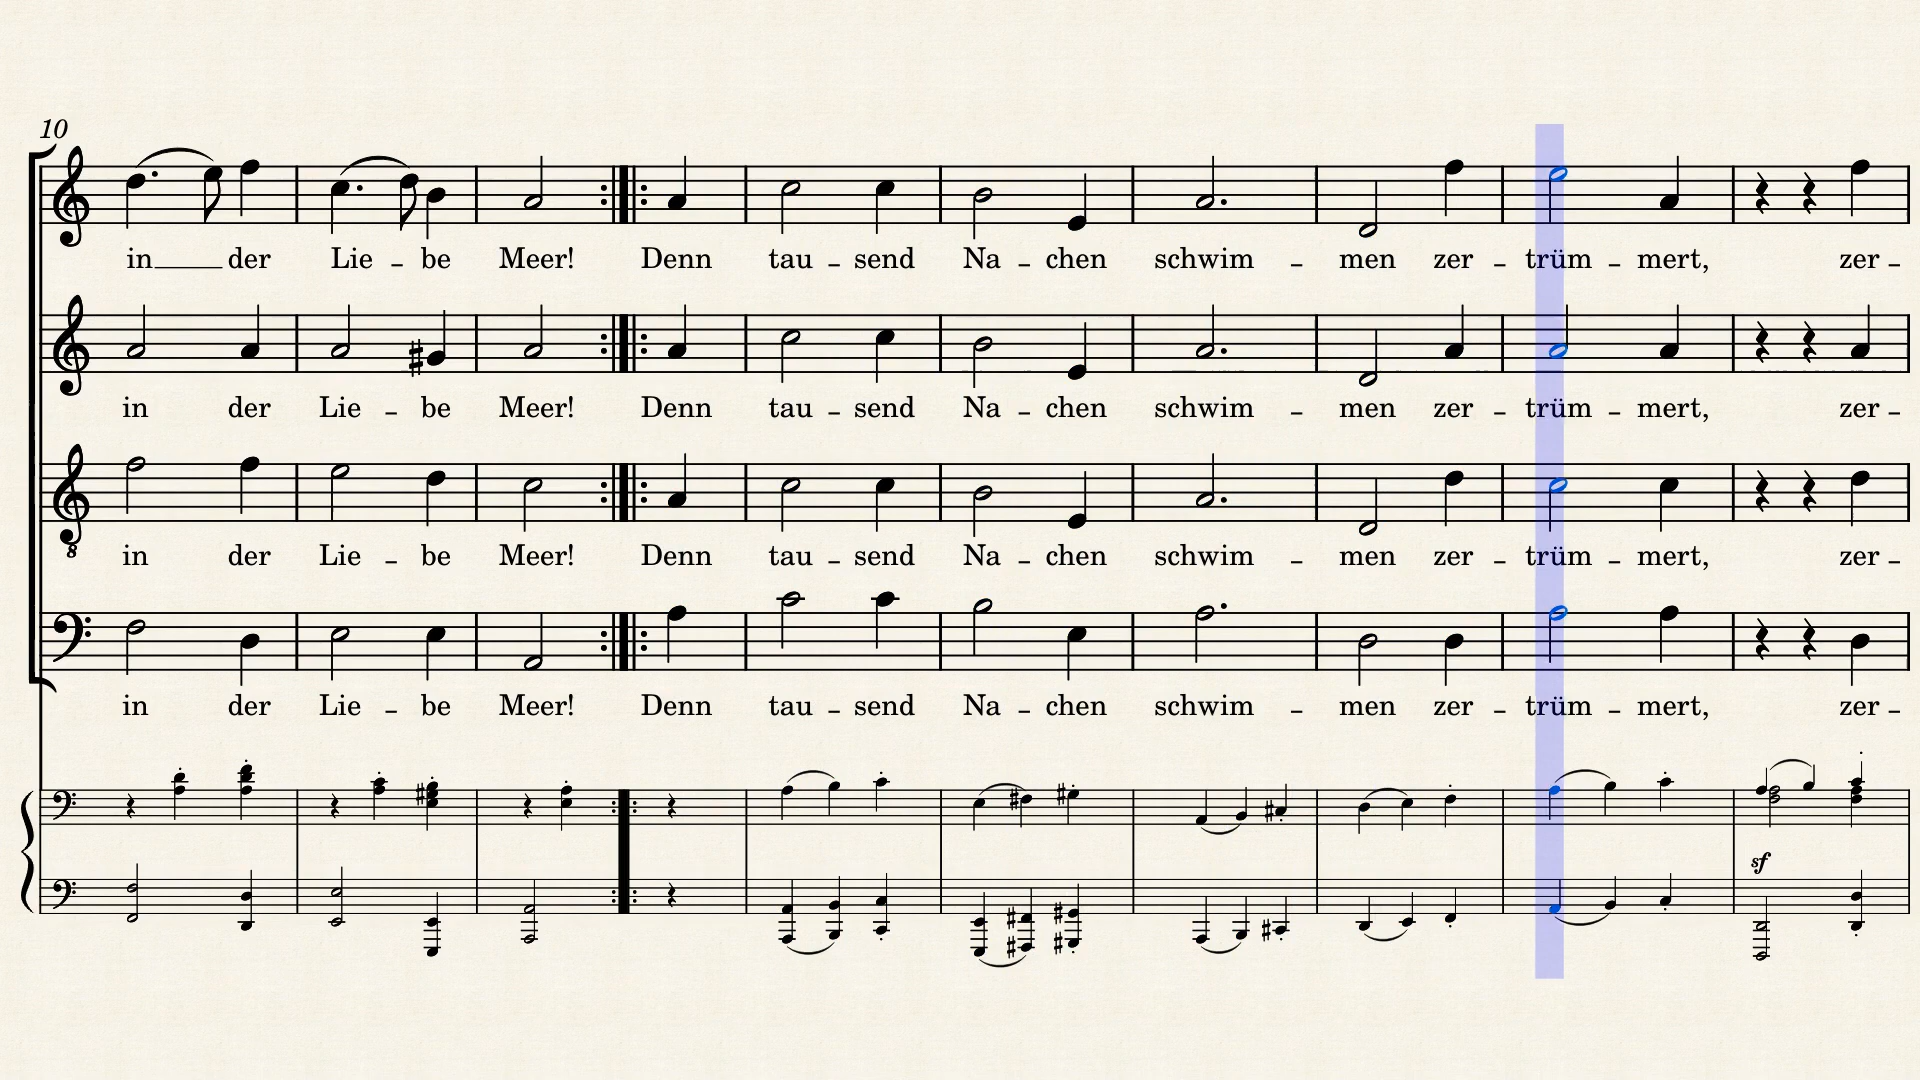 10
in der Lie – be Meer! Denn tau – send Na – chen schwim – men zer – trüm – mert, zer –
in der Lie – be Meer! Denn tau – send Na – chen schwim – men zer – trüm – mert, zer –
8
in der Lie – be Meer! Denn tau – send Na – chen schwim – men zer – trüm – mert, zer –
in der Lie – be Meer! Denn tau – send Na – chen schwim – men zer – trüm – mert, zer –
sf